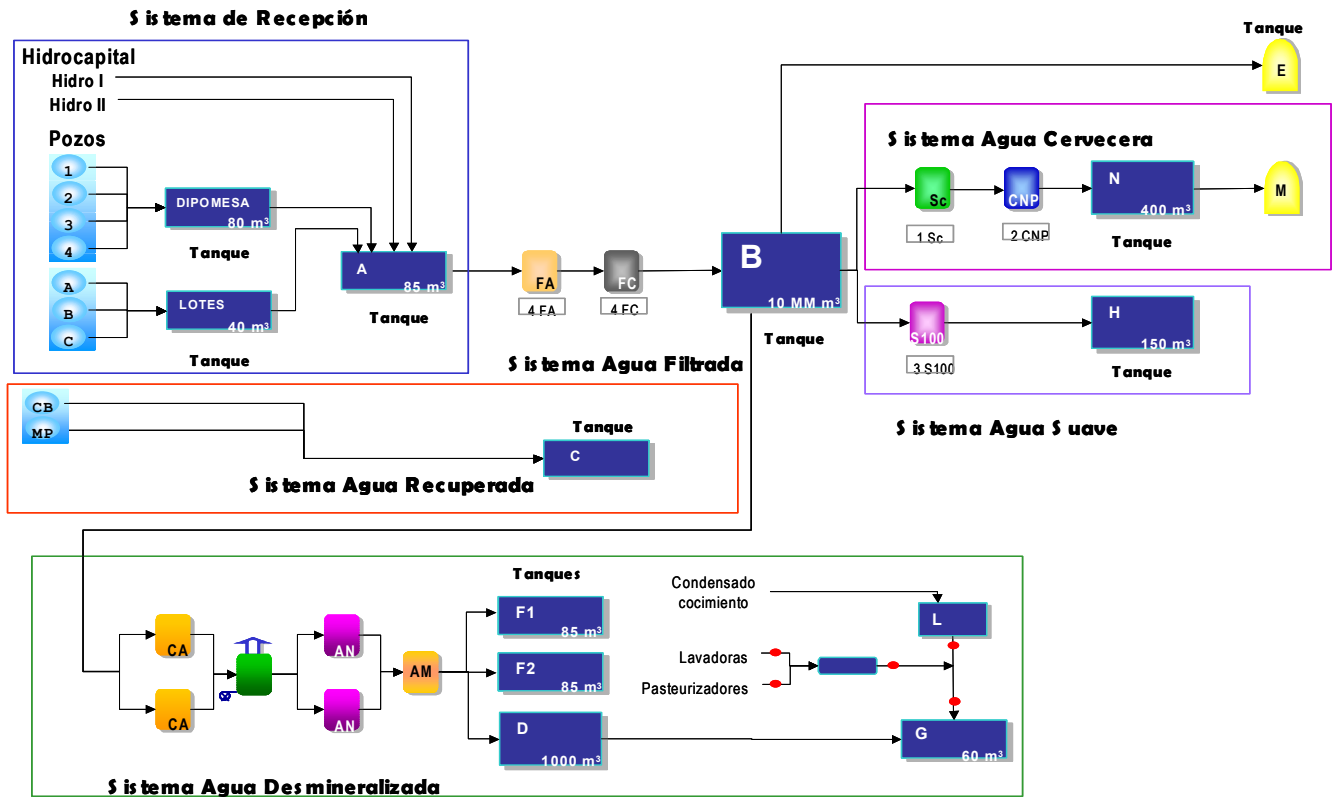 Sistema de Recepción
Hidrocapital
Hidro I
Hidro II
Pozos
1
2
3
4
DIPOMESA
80 m³
Tanque
A
B
C
LOTES
40 m³
Tanque
A
85 m³
Tanque
FA
4 FA
FC
4 FC
Sistema Agua Filtrada
B
10 MM m³
Tanque
Tanque
E
Sistema Agua Cervecera
Sc
1 Sc
CNP
2 CNP
N
400 m³
Tanque
M
S100
3 S100
H
150 m³
Tanque
Sistema Agua Suave
CB
MP
Tanque
C
Sistema Agua Recuperada
CA
CA
AN
AN
AM
Tanques
F1
85 m³
F2
85 m³
D
1000 m³
Condensado
cocimiento
L
Lavadoras
Pasteurizadores
G
60 m³
Sistema Agua Desmineralizada